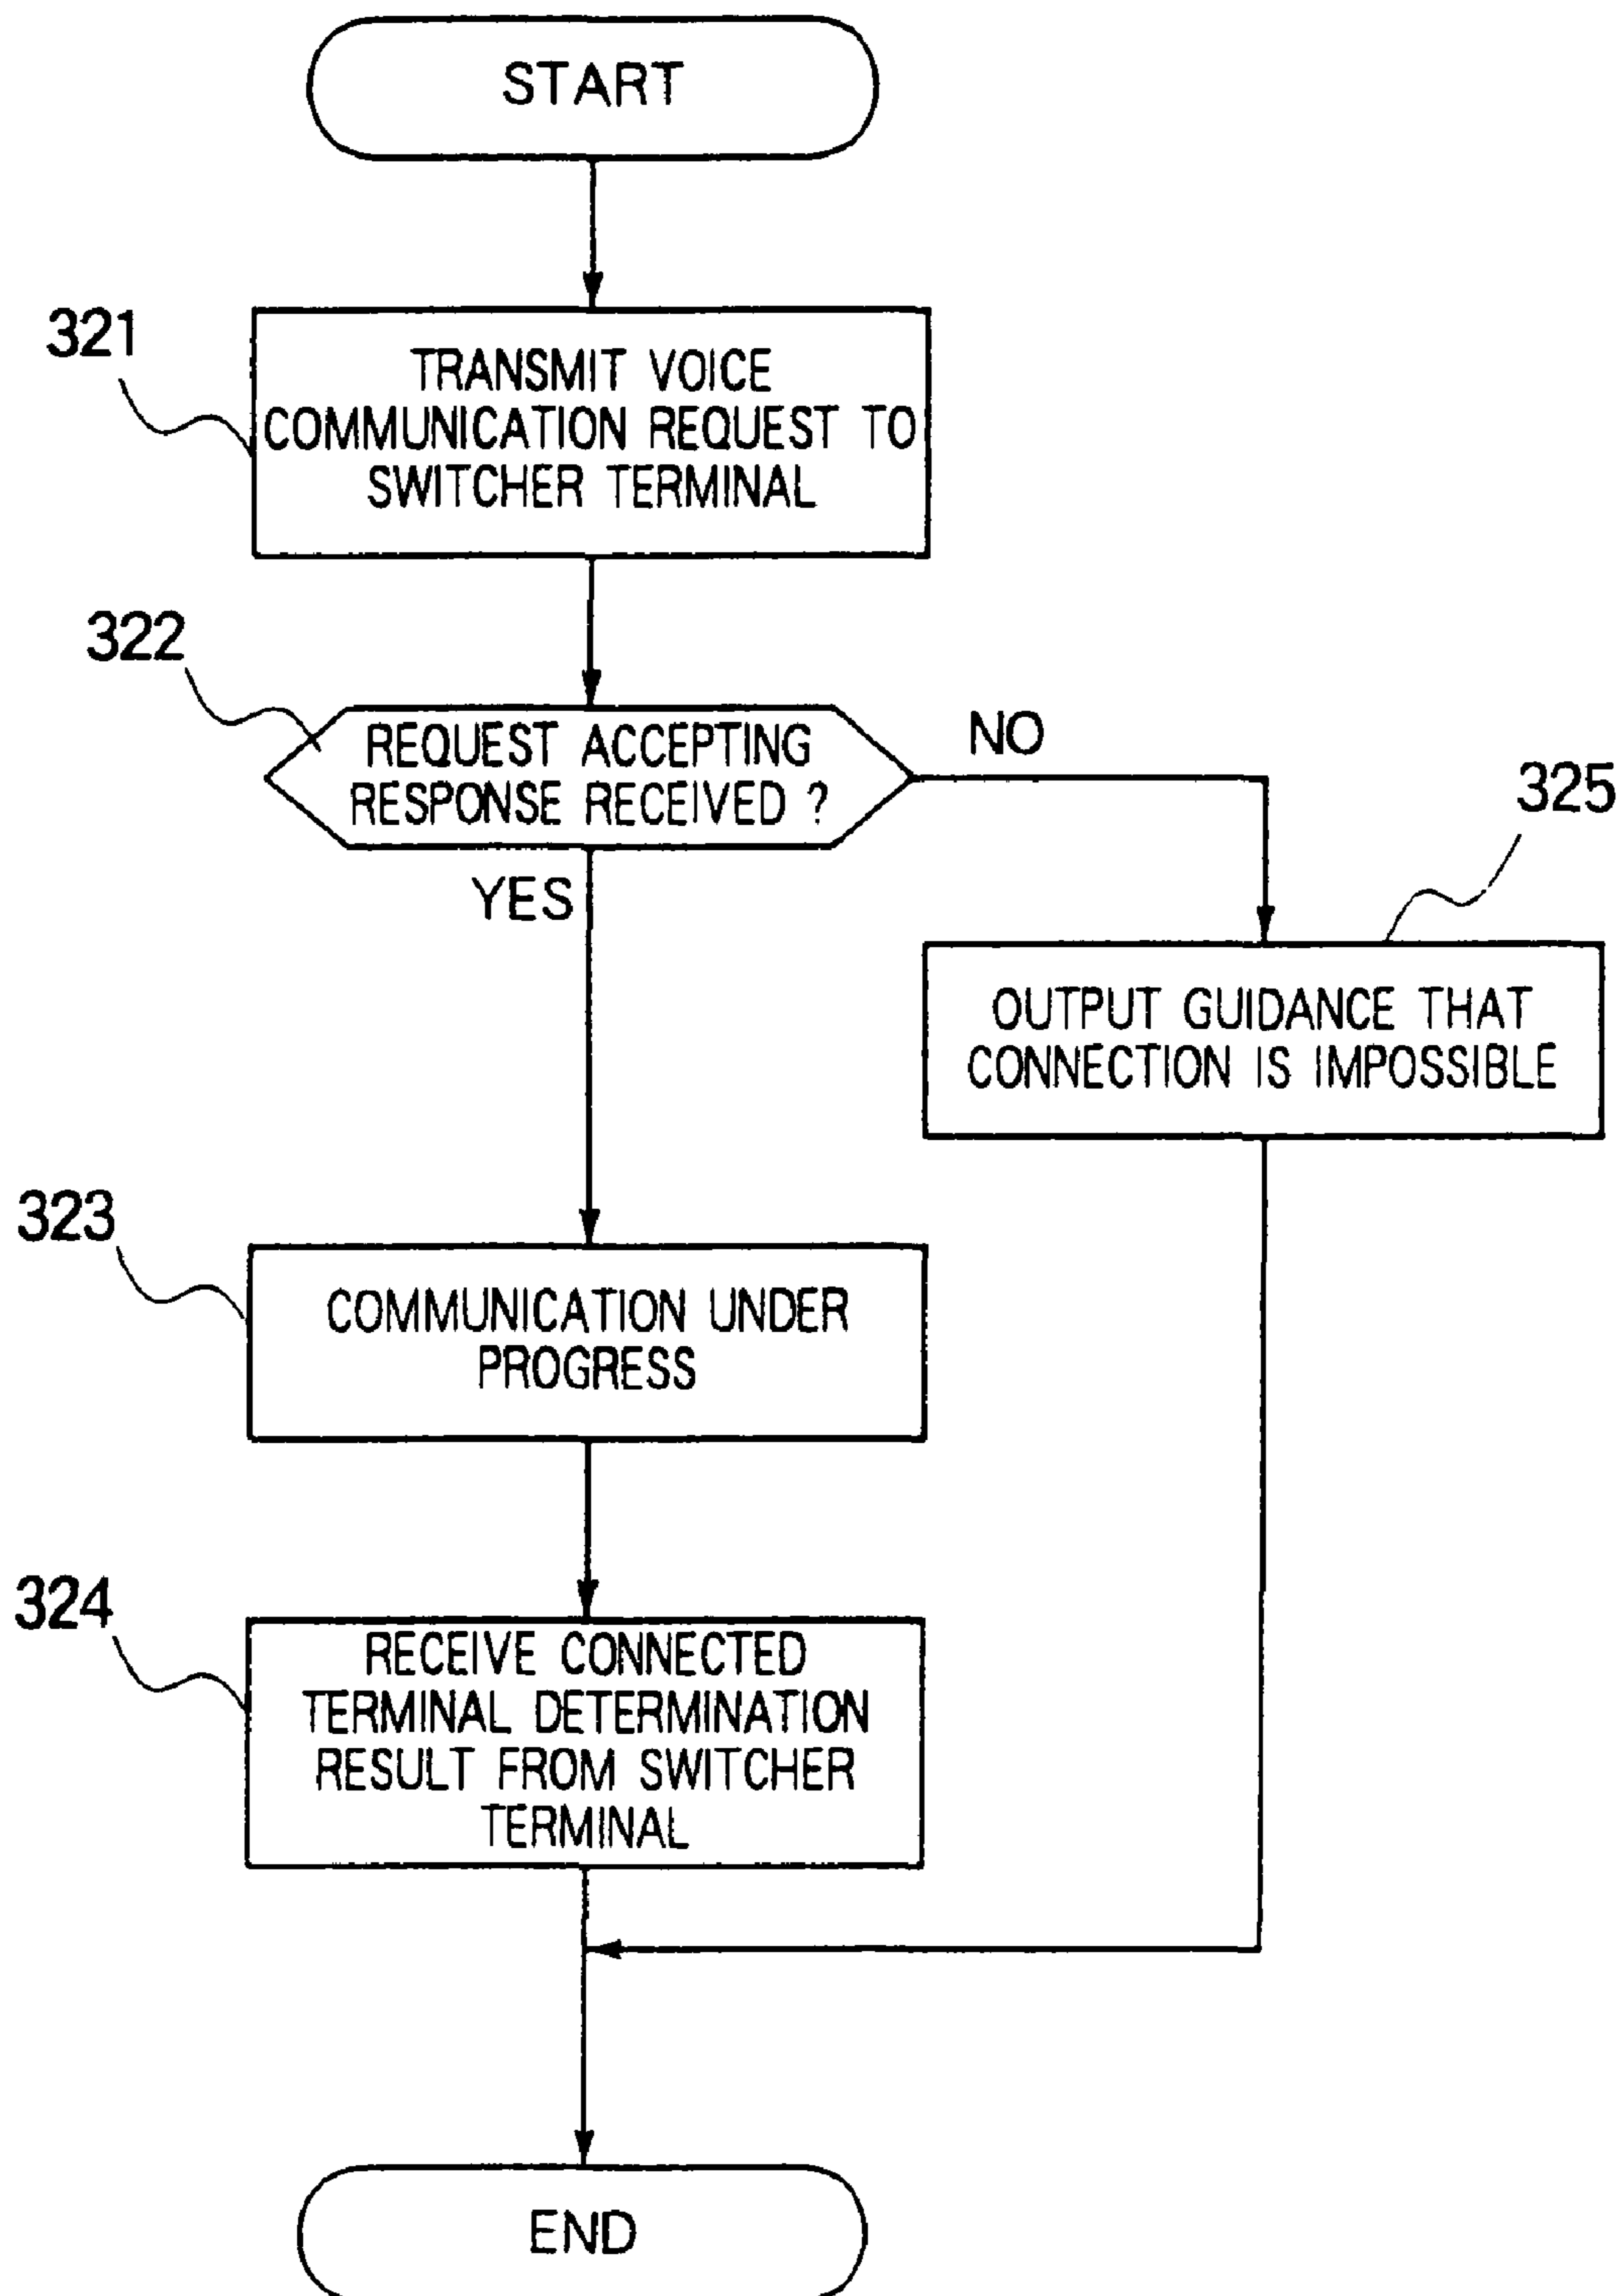 START
321
TRANSMIT VOICE
COMMUNICATION REQUEST TO
SWITCHER TERMINAL
322
REQUEST ACCEPTING
RESPONSE RECEIVED ?
NO
YES
325
OUTPUT GUIDANCE THAT
CONNECTION IS IMPOSSIBLE
323
COMMUNICATION UNDER
PROGRESS
324
RECEIVE CONNECTED
TERMINAL DETERMINATION
RESULT FROM SWITCHER
TERMINAL
END